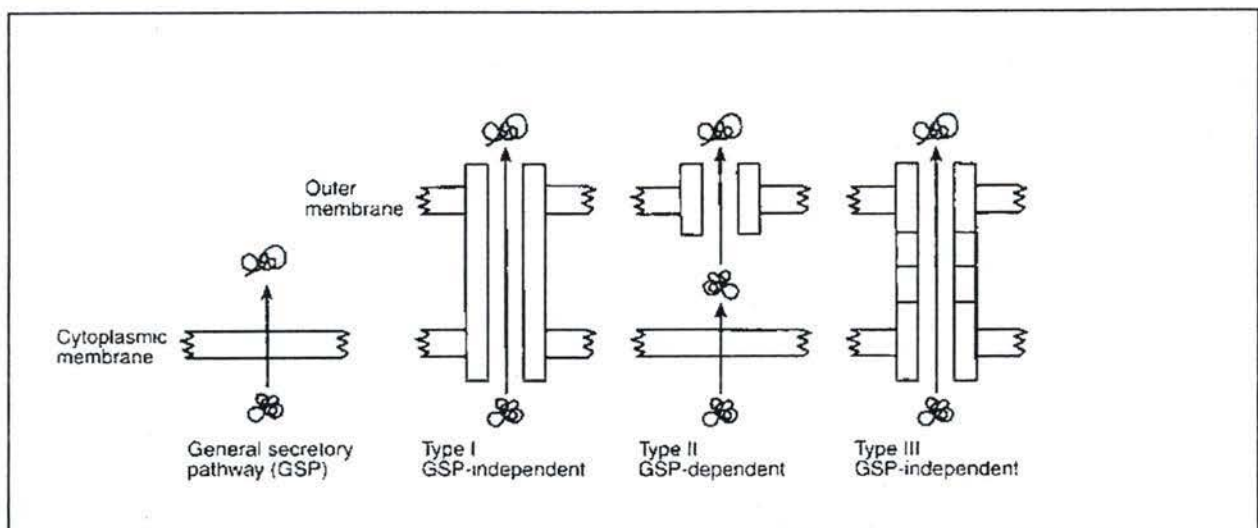 Outer
membrane
Cytoplasmic
membrane
General secretory
pathway (GSP)
Type I
GSP-independent
Type II
GSP-dependent
Type III
GSP-independent